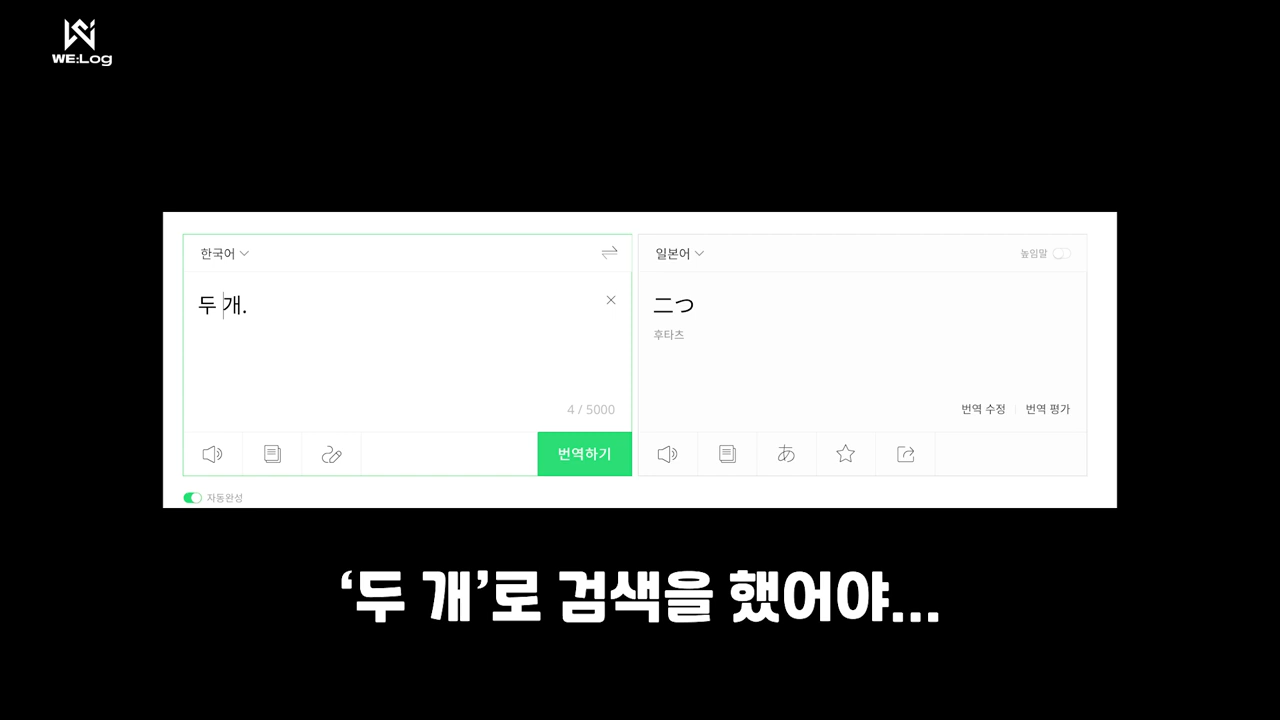 WE:Log
한국어
일본어
높임말
두 개.
二つ
후타츠
4 / 5000
번역 수정
번역 평가
번역하기
あ
자동완성
‘두 개’로 검색을 했어야...